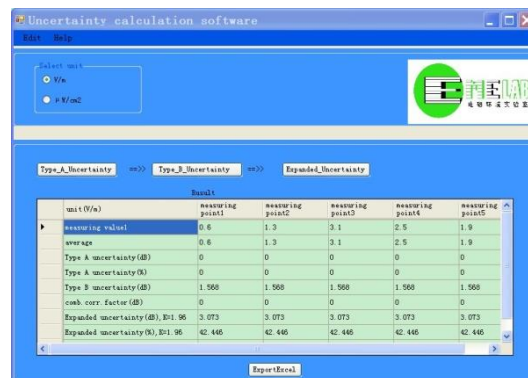 Uncertainty calculation software
Edit Help
Select unit
V/m
μW/cm2
EMELAB
Type_A_Uncertainty ==>> Type_B_Uncertainty ==>> Expanded_Uncertainty
Result
unit(V/m) measuring point1 measuring point2 measuring point3 measuring point4 measuring point5
measuring value1 0.6 1.3 3.1 2.5 1.9
average 0.6 1.3 3.1 2.5 1.9
Type A uncertainty(dB) 0 0 0 0 0
Type A uncertainty(%) 0 0 0 0 0
Type B uncertainty(dB) 1.568 1.568 1.568 1.568 1.568
comb. corr. factor(dB) 0 0 0 0 0
Expanded uncertainty(dB), K=1.96 3.073 3.073 3.073 3.073 3.073
Expanded uncertainty(%), K=1.96 42.446 42.446 42.446 42.446 42.446
ExportExcel